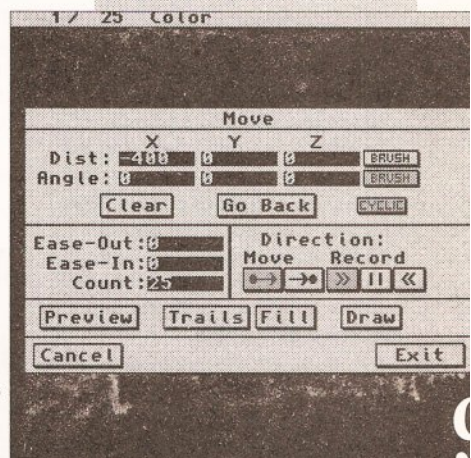 1/ 25 Color
Move
X Y Z
Dist: -400 0 0 BRUSH
Angle: 0 0 0 BRUSH
Clear Go Back CYCLIC
Ease-Out: 0 Direction:
Ease-In: 0 Move Record
Count: 25
Preview Trails Fill Draw
Cancel Exit